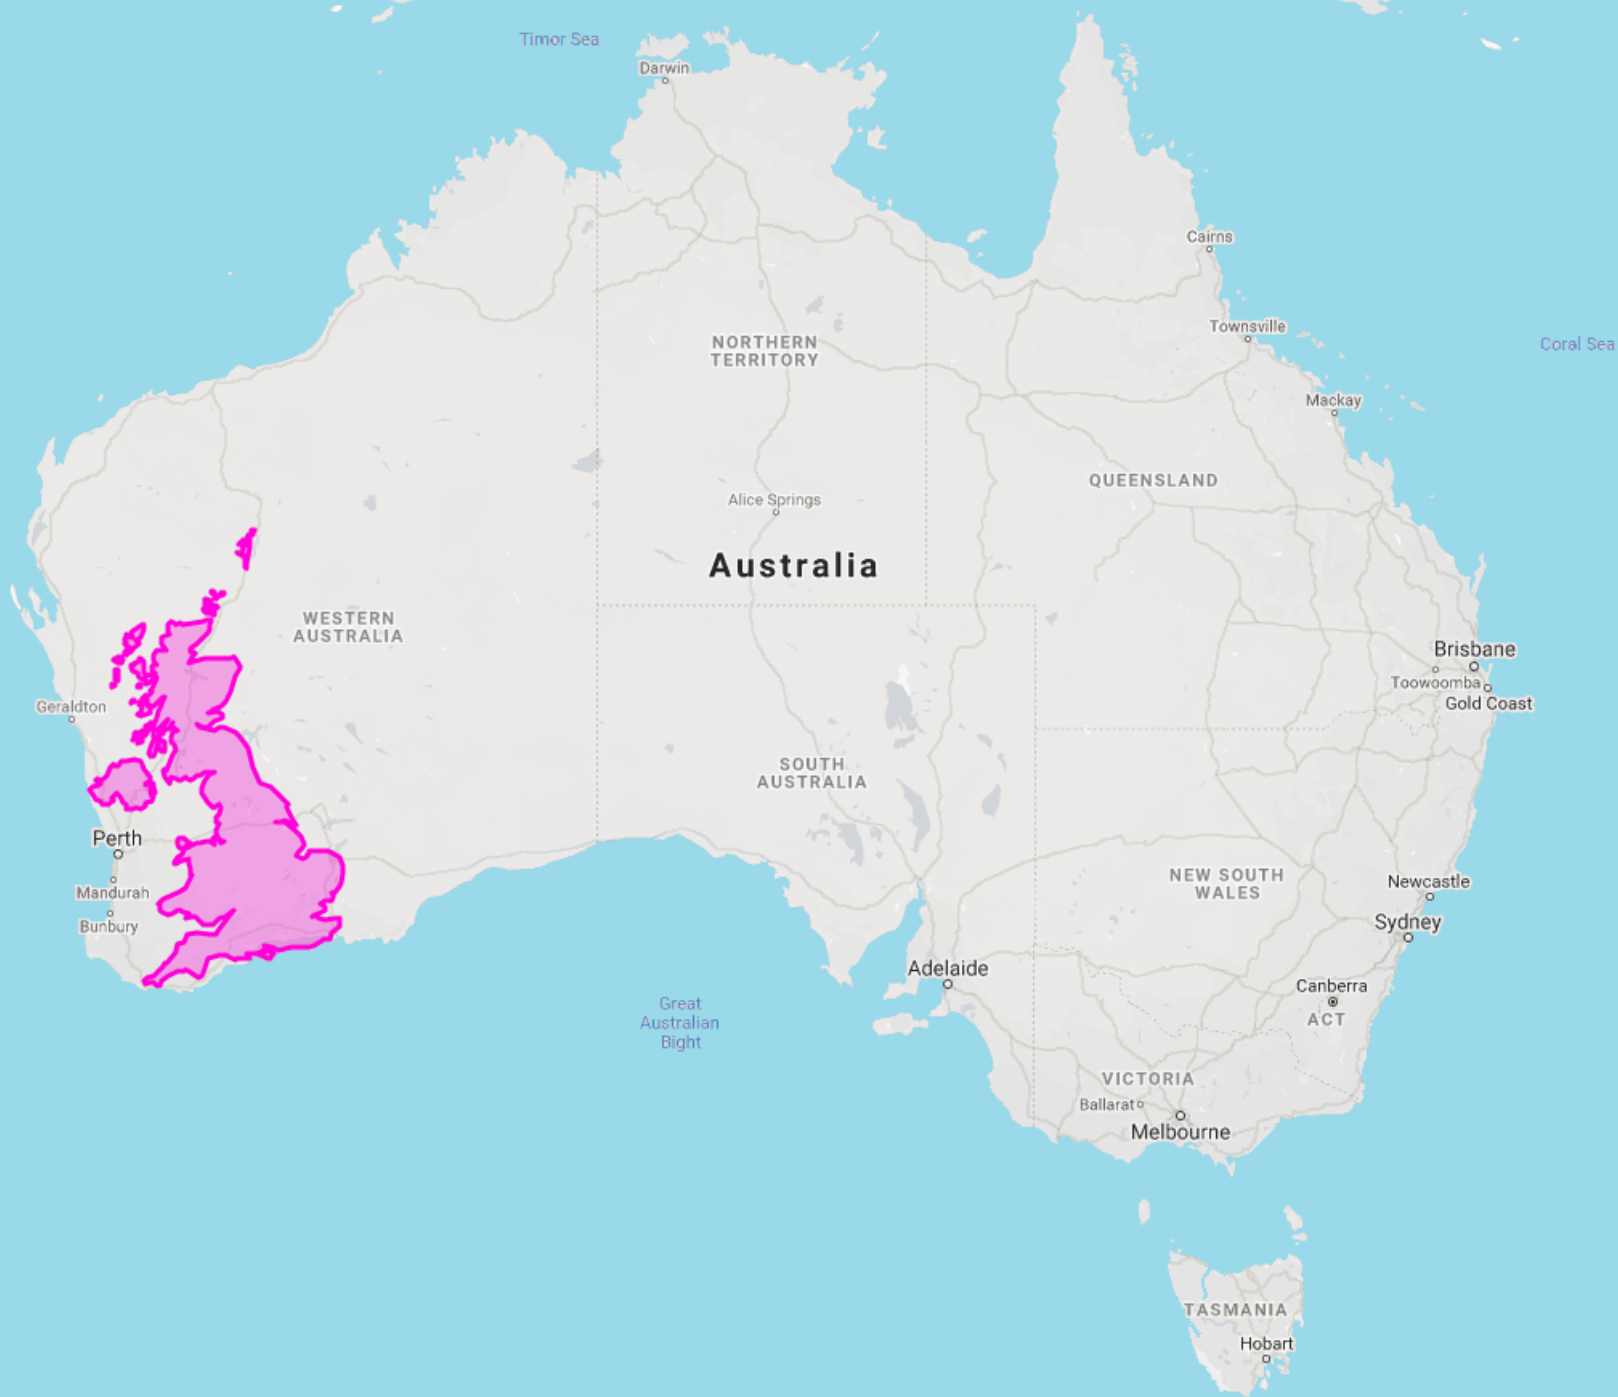 Timor Sea
Darwin
Cairns
Townsville
Coral Sea
NORTHERN
TERRITORY
Mackay
QUEENSLAND
Alice Springs
Australia
WESTERN
AUSTRALIA
Brisbane
Toowoomba
Gold Coast
Geraldton
SOUTH
AUSTRALIA
Perth
Mandurah
Bunbury
NEW SOUTH
WALES
Newcastle
Sydney
Adelaide
Canberra
ACT
Great
Australian
Bight
VICTORIA
Ballarat
Melbourne
TASMANIA
Hobart